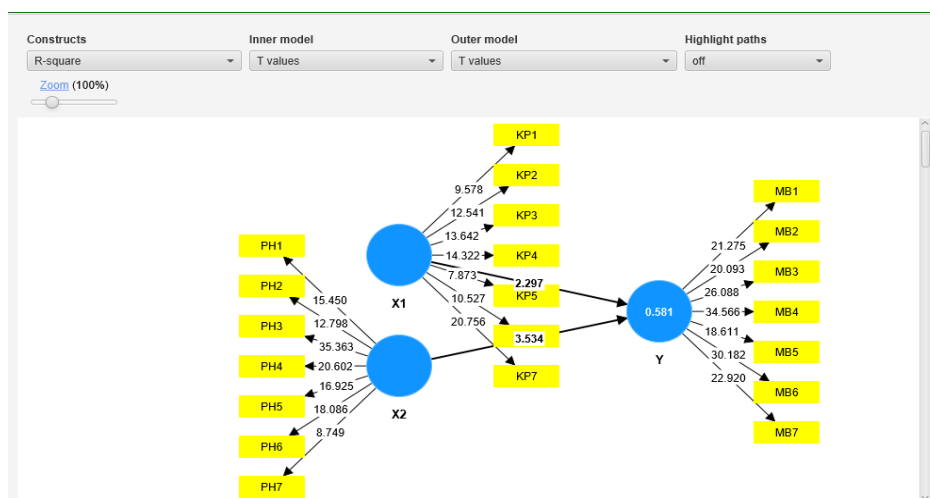 Constructs
Inner model
Outer model
Highlight paths
R-square
T values
T values
off
Zoom (100%)
KP1
KP2
KP3
KP4
KP5
KP7
9.578
12.541
13.642
14.322
7.873
10.527
20.756
X1
2.297
3.534
PH1
PH2
PH3
PH4
PH5
PH6
PH7
15.450
12.798
35.363
20.602
16.925
18.086
8.749
X2
0.581
Y
21.275
20.093
26.088
34.566
18.611
30.182
22.920
MB1
MB2
MB3
MB4
MB5
MB6
MB7